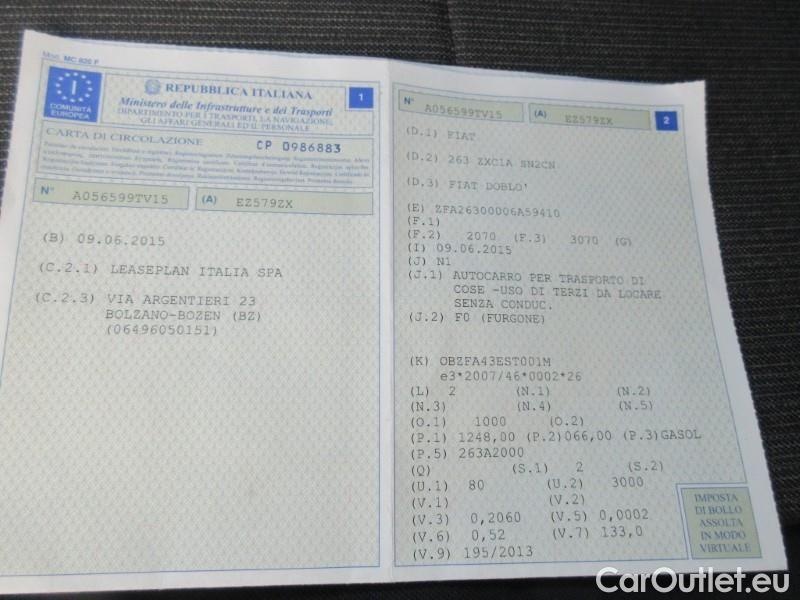 Mod. MC 820 F
I
COMUNITÀ
EUROPEA
REPUBBLICA ITALIANA
1
Ministero delle Infrastrutture e dei Trasporti
DIPARTIMENTO PER I TRASPORTI, LA NAVIGAZIONE,
GLI AFFARI GENERALI ED IL PERSONALE
CARTA DI CIRCOLAZIONE CP 0986883
N° A056599TV15 (A) EZ579ZX
(B) 09.06.2015
(C.2.1) LEASEPLAN ITALIA SPA
(C.2.3) VIA ARGENTIERI 23
BOLZANO-BOZEN (BZ)
(06496050151)
N° A056599TV15 (A) EZ579ZX 2
(D.1) FIAT
(D.2) 263 ZXC1A SN2CN
(D.3) FIAT DOBLO'
(E) ZFA26300006A59410
(F.1)
(F.2) 2070 (F.3) 3070 (G)
(I) 09.06.2015
(J) N1
(J.1) AUTOCARRO PER TRASPORTO DI
COSE -USO DI TERZI DA LOCARE
SENZA CONDUC.
(J.2) F0 (FURGONE)
(K) OBZFA43EST001M
e3*2007/46*0002*26
(L) 2 (N.1) (N.2)
(N.3) (N.4) (N.5)
(O.1) 1000 (O.2)
(P.1) 1248,00 (P.2)066,00 (P.3)GASOL
(P.5) 263A2000
(Q) (S.1) 2 (S.2)
(U.1) 80 (U.2) 3000
(V.1) (V.2)
(V.3) 0,2060 (V.5) 0,0002
(V.6) 0,52 (V.7) 133,0
(V.9) 195/2013
IMPOSTA
DI BOLLO
ASSOLTA
IN MODO
VIRTUALE
CarOutlet.eu